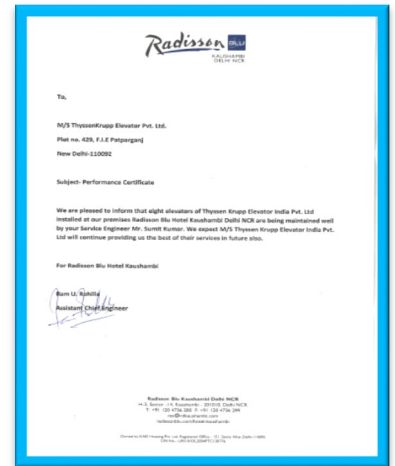 Radisson BLU
KAUSHAMBI
DELHI NCR
To,
M/S ThyssenKrupp Elevator Pvt. Ltd.
Plot no. 429, F.I.E Patparganj
New Delhi-110092
Subject- Performance Certificate
We are pleased to inform that eight elevators of Thyssen Krupp Elevator India Pvt. Ltd
installed at our premises Radisson Blu Hotel Kaushambi Delhi NCR are being maintained well
by your Service Engineer Mr. Sumit Kumar. We expect M/S Thyssen Krupp Elevator India Pvt.
Ltd will continue providing us the best of their services in future also.
For Radisson Blu Hotel Kaushambi
Ram U. Rohilla
Assistant Chief Engineer
Radisson Blu Kaushambi Delhi NCR